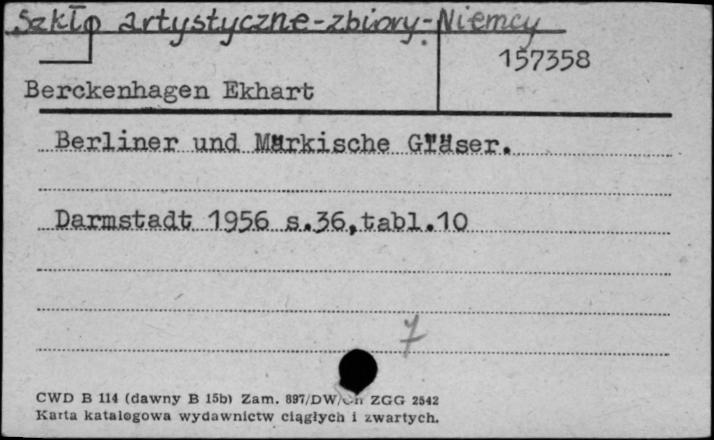 Szkło artystyczne-zbiory-Niemcy
157358
Berckenhagen Ekhart
Berliner und Märkische Gläser.
Darmstadt 1956 s.36,tabl.10
7
CWD B 114 (dawny B 15b) Zam. 897/DW/ ZGG 2542
Karta katalogowa wydawnictw ciągłych i zwartych.